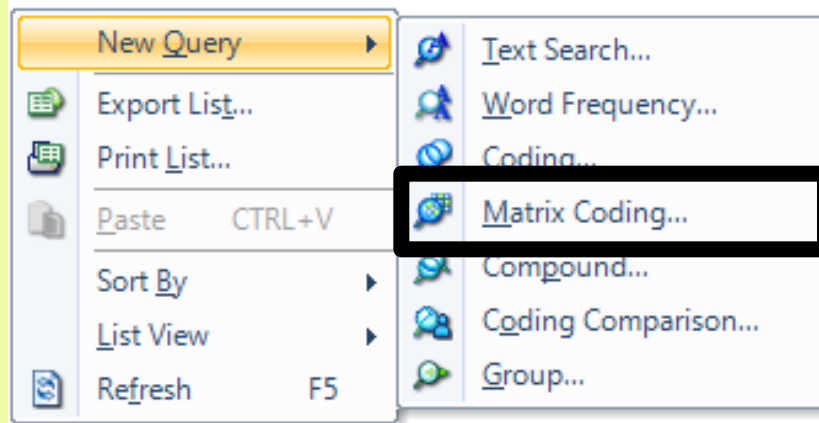 New Query
Export List...
Print List...
Paste CTRL+V
Sort By
List View
Refresh F5
Text Search...
Word Frequency...
Coding...
Matrix Coding...
Compound...
Coding Comparison...
Group...